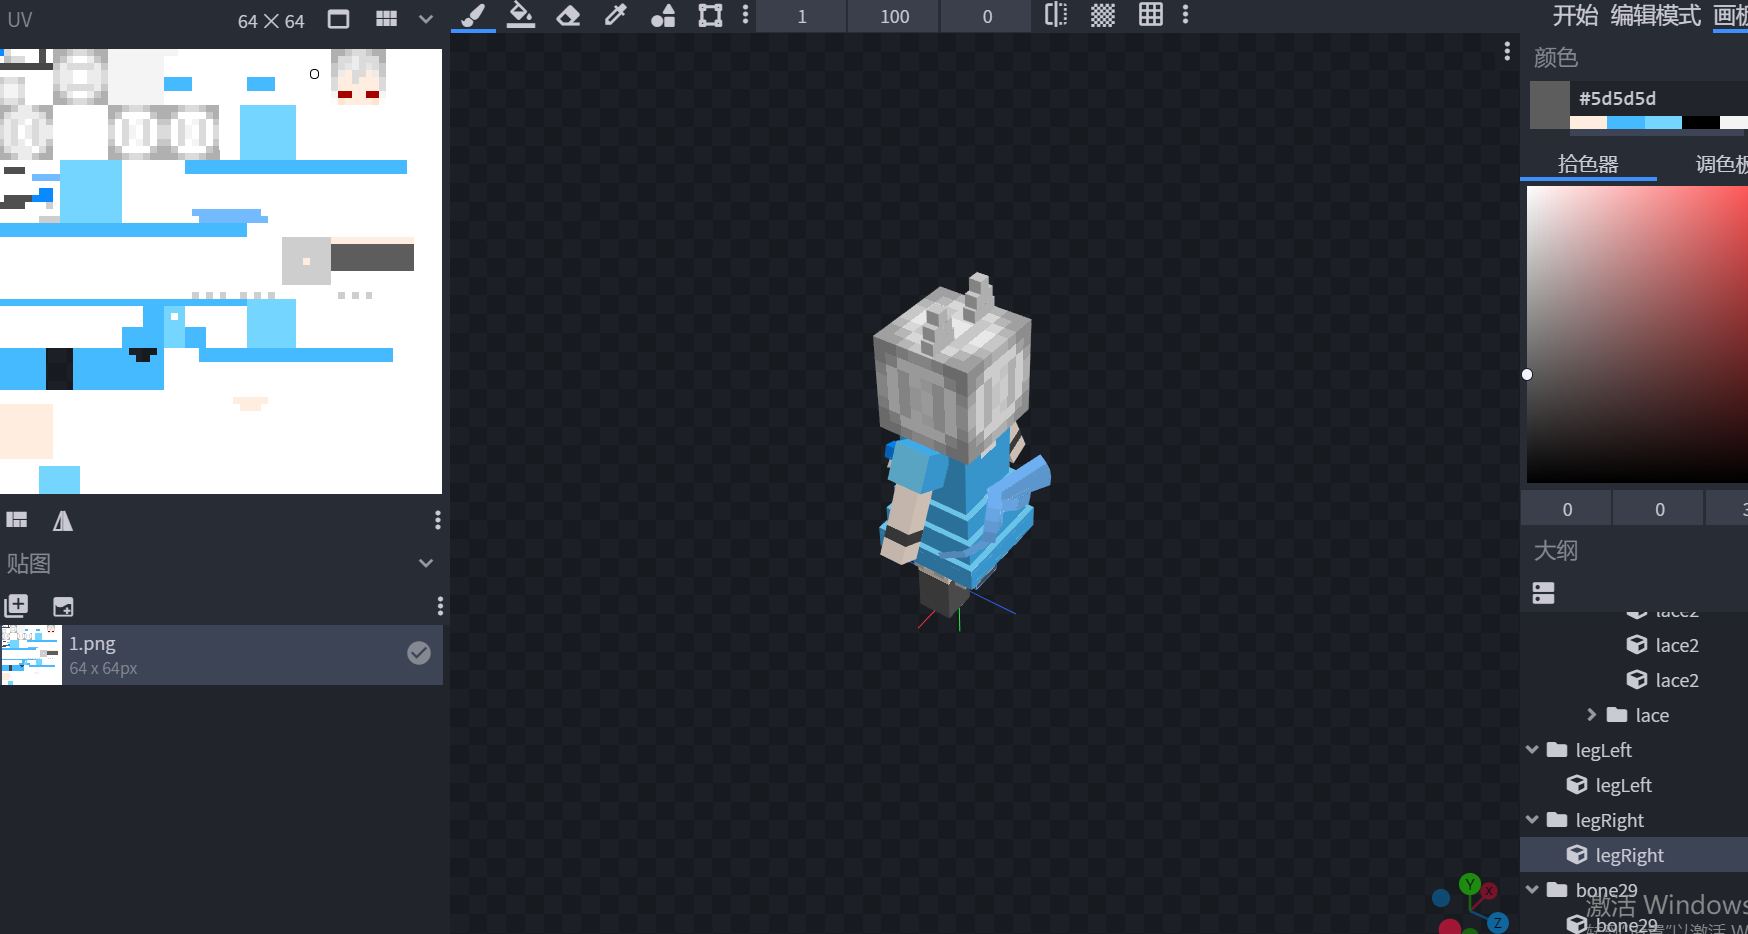 UV
64 × 64
1
100
0
开始 编辑模式 画板
颜色
#5d5d5d
拾色器
调色板
0
0
大纲
lace2
lace2
lace2
lace
legLeft
legLeft
legRight
legRight
bone29
bone29
贴图
1.png
64 x 64px
Y
X
Z
激活 Windows